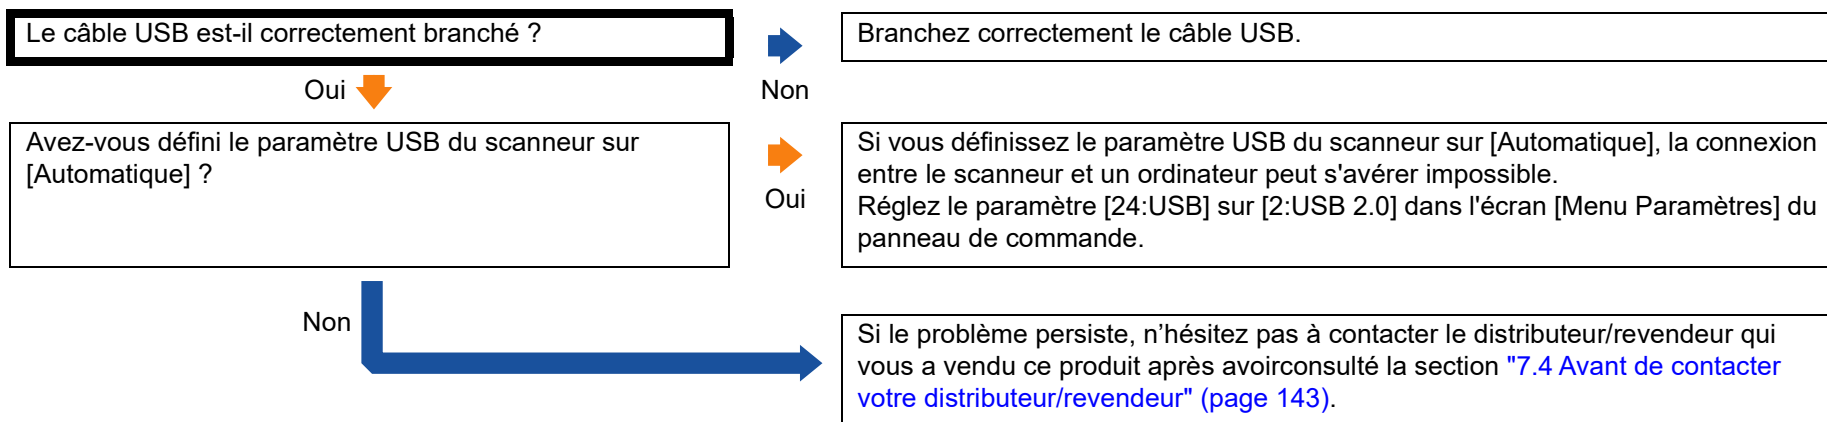 Le câble USB est-il correctement branché ?
Branchez correctement le câble USB.
Oui
Non
Avez-vous défini le paramètre USB du scanneur sur
[Automatique] ?
Oui
Si vous définissez le paramètre USB du scanneur sur [Automatique], la connexion
entre le scanneur et un ordinateur peut s'avérer impossible.
Réglez le paramètre [24:USB] sur [2:USB 2.0] dans l'écran [Menu Paramètres] du
panneau de commande.
Non
Si le problème persiste, n’hésitez pas à contacter le distributeur/revendeur qui
vous a vendu ce produit après avoirconsulté la section "7.4 Avant de contacter
votre distributeur/revendeur" (page 143).